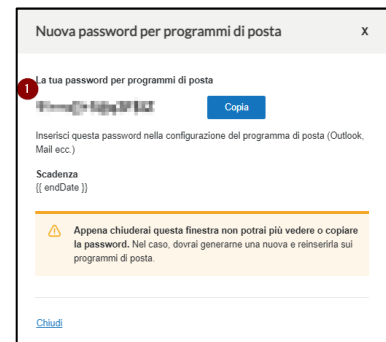 Nuova password per programmi di posta x
La tua password per programmi di posta
1
Copia
Inserisci questa password nella configurazione del programma di posta (Outlook,
Mail ecc.)
Scadenza
{{ endDate }}
Appena chiuderai questa finestra non potrai più vedere o copiare
la password. Nel caso, dovrai generarne una nuova e reinserirla sui
programmi di posta.
Chiudi